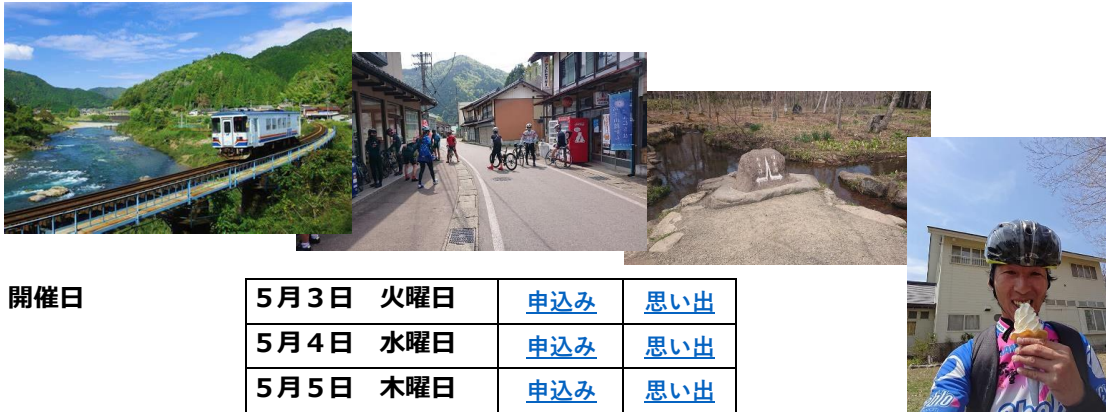 開催日
５月３日　火曜日　申込み　思い出
５月４日　水曜日　申込み　思い出
５月５日　木曜日　申込み　思い出